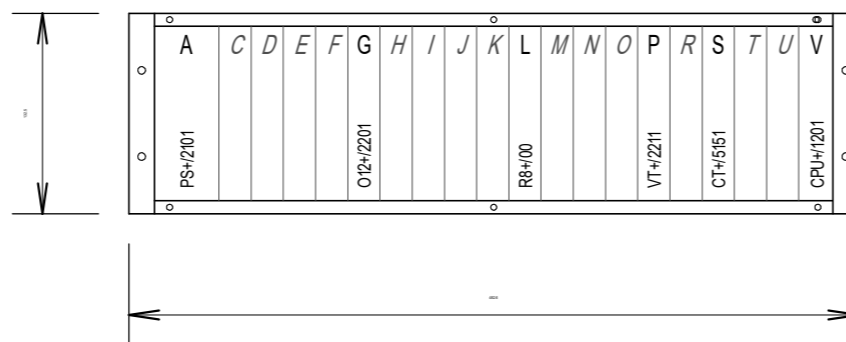 A C D E F G H I J K L M N O P R S T U V
PS+/2101
O12+/2201
R8+/00
VT+/2211
CT+/5151
CPU+/1201